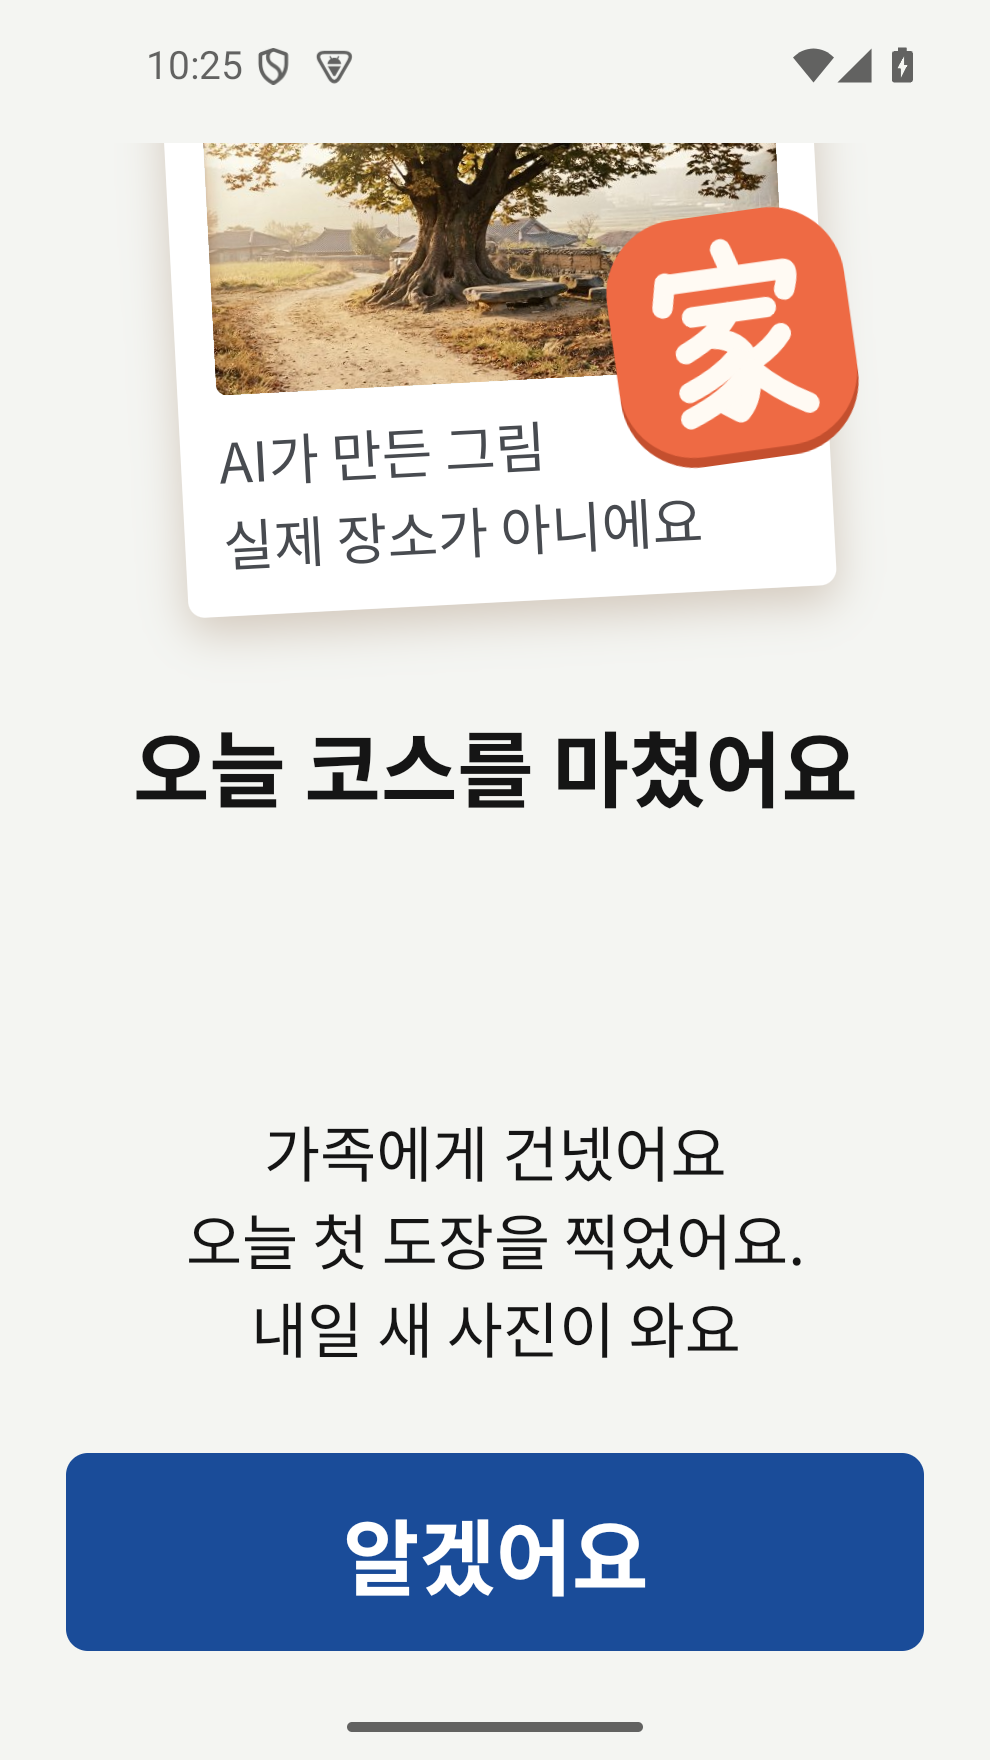 10:25
家
AI가 만든 그림
실제 장소가 아니에요
오늘 코스를 마쳤어요
가족에게 건넸어요
오늘 첫 도장을 찍었어요.
내일 새 사진이 와요
알겠어요